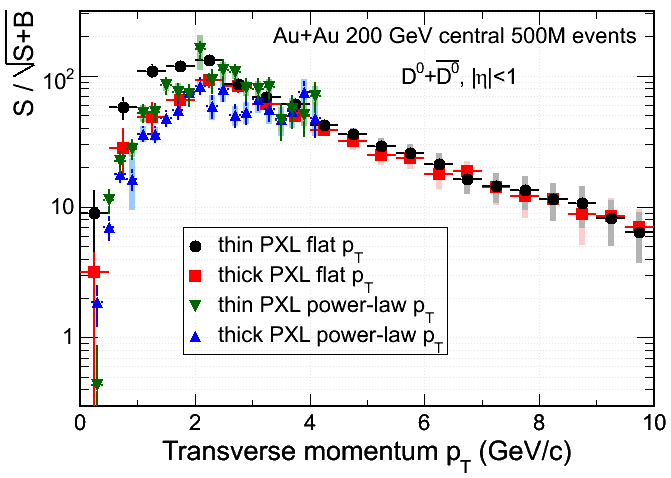 Au+Au 200 GeV central 500M events
D⁰+D̅⁰, |η|<1
S / √S+B
10²
10
1
thin PXL flat p_T
thick PXL flat p_T
thin PXL power-law p_T
thick PXL power-law p_T
0 2 4 6 8 10
Transverse momentum p_T (GeV/c)